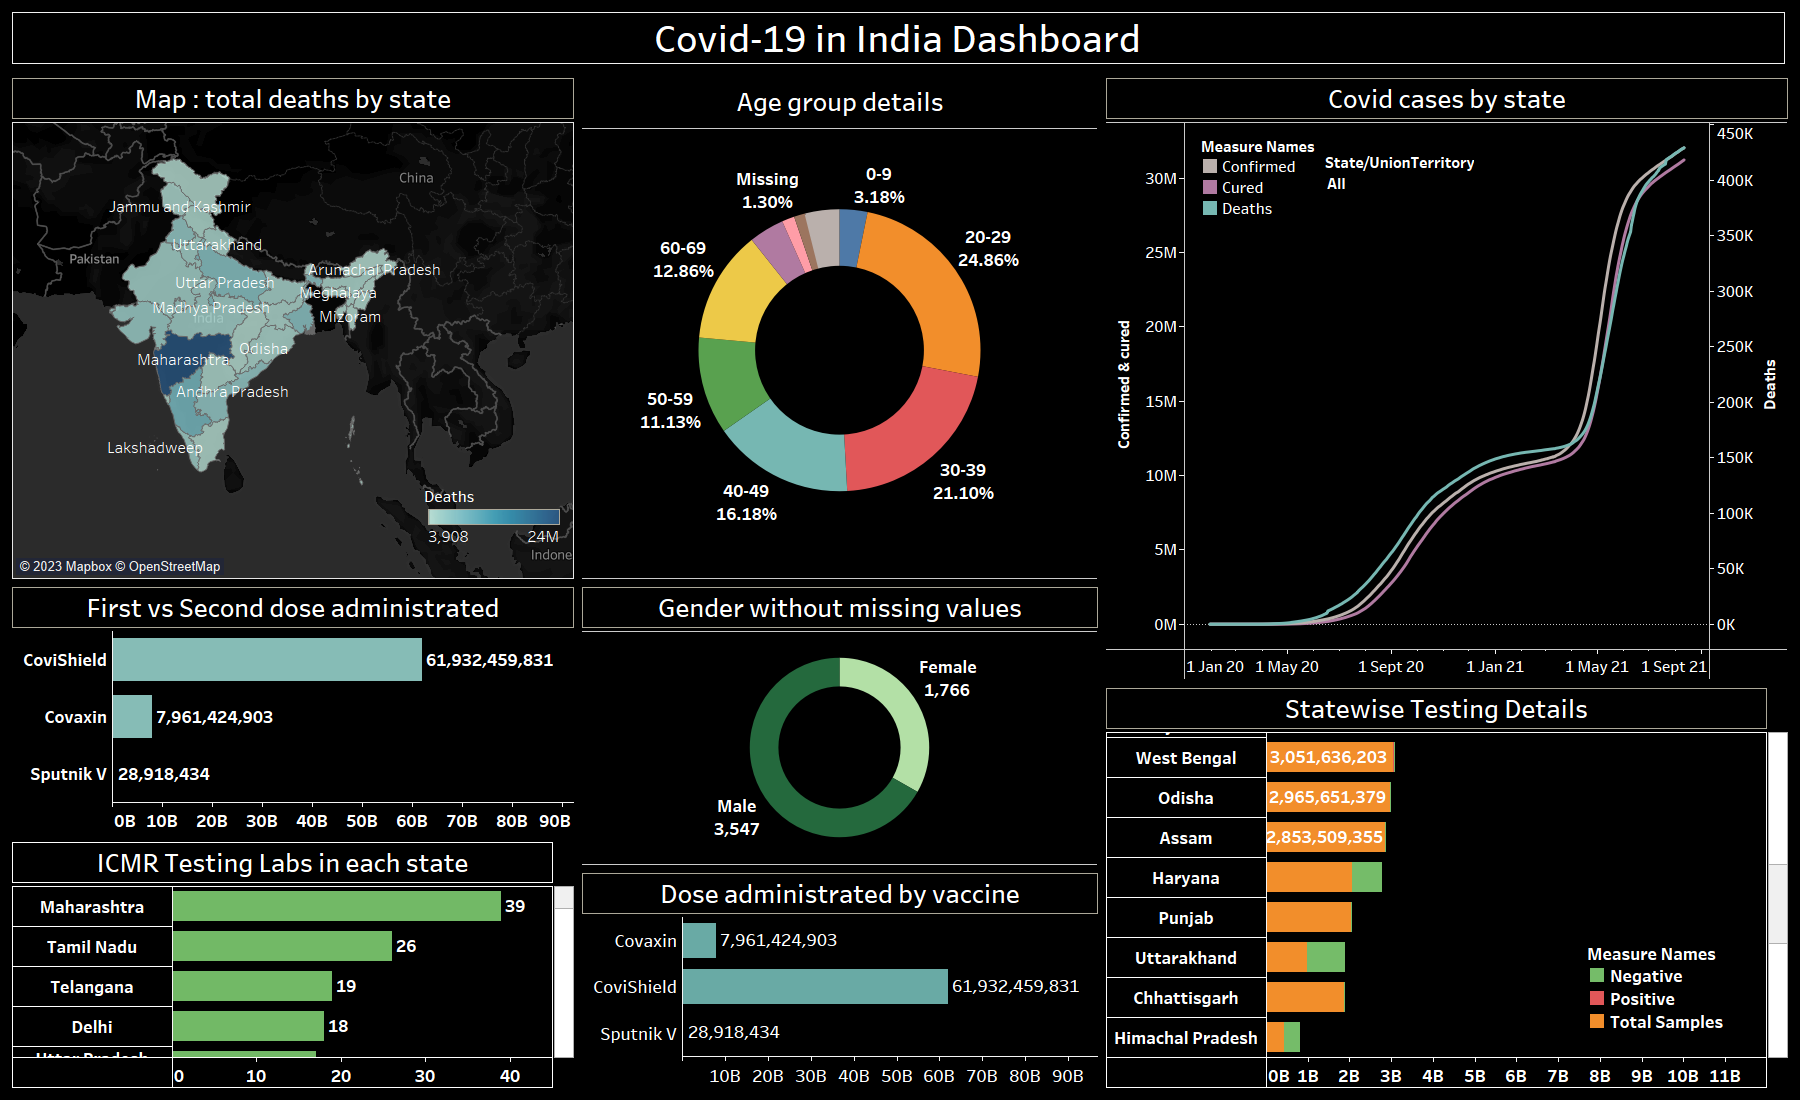 Covid-19 in India Dashboard
Map : total deaths by state
China
Jammu and Kashmir
Uttarakhand
Pakistan
Arunachal Pradesh
Uttar Pradesh
Meghalaya
Madhya Pradesh
India
Mizoram
Odisha
Maharashtra
Andhra Pradesh
Lakshadweep
Deaths
3,908 24M
Indone
© 2023 Mapbox © OpenStreetMap
Age group details
0-9
3.18%
Missing
1.30%
20-29
24.86%
60-69
12.86%
50-59
11.13%
30-39
21.10%
40-49
16.18%
Covid cases by state
Measure Names
Confirmed
Cured
Deaths
State/UnionTerritory
All
Confirmed & cured
30M
25M
20M
15M
10M
5M
0M
450K
400K
350K
300K
250K
200K
150K
100K
50K
0K
Deaths
1 Jan 20 1 May 20 1 Sept 20 1 Jan 21 1 May 21 1 Sept 21
First vs Second dose administrated
CoviShield 61,932,459,831
Covaxin 7,961,424,903
Sputnik V 28,918,434
0B 10B 20B 30B 40B 50B 60B 70B 80B 90B
Gender without missing values
Female
1,766
Male
3,547
Statewise Testing Details
West Bengal 3,051,636,203
Odisha 2,965,651,379
Assam 2,853,509,355
Haryana
Punjab
Uttarakhand
Chhattisgarh
Himachal Pradesh
Measure Names
Negative
Positive
Total Samples
0B 1B 2B 3B 4B 5B 6B 7B 8B 9B 10B 11B
ICMR Testing Labs in each state
Maharashtra 39
Tamil Nadu 26
Telangana 19
Delhi 18
Uttar Pradesh
0 10 20 30 40
Dose administrated by vaccine
Covaxin 7,961,424,903
CoviShield 61,932,459,831
Sputnik V 28,918,434
10B 20B 30B 40B 50B 60B 70B 80B 90B